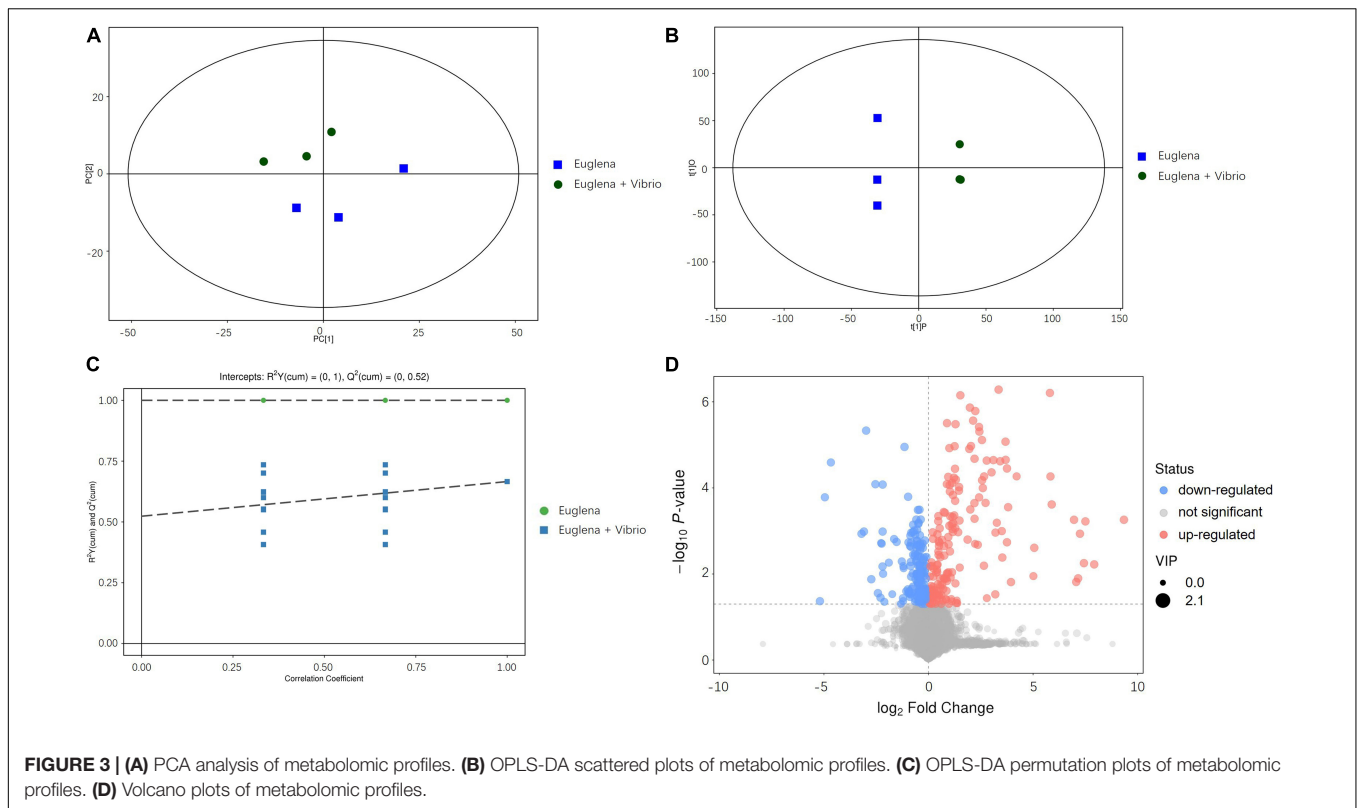 A
20
0
-20
PC[2]
-50
-25
0
25
50
PC[1]
Euglena
Euglena + Vibrio
B
100
50
0
-50
-100
t[1]O
-150
-100
-50
0
50
100
150
t[1]P
Euglena
Euglena + Vibrio
C
Intercepts: R²Y(cum) = (0, 1), Q²(cum) = (0, 0.52)
1.00
0.75
0.50
0.25
0.00
R²Y(cum) and Q²(cum)
0.00
0.25
0.50
0.75
1.00
Correlation Coefficient
Euglena
Euglena + Vibrio
D
6
4
2
0
− log₁₀ P-value
-10
-5
0
5
10
log₂ Fold Change
Status
down-regulated
not significant
up-regulated
VIP
0.0
2.1
FIGURE 3 | (A) PCA analysis of metabolomic profiles. (B) OPLS-DA scattered plots of metabolomic profiles. (C) OPLS-DA permutation plots of metabolomic
profiles. (D) Volcano plots of metabolomic profiles.